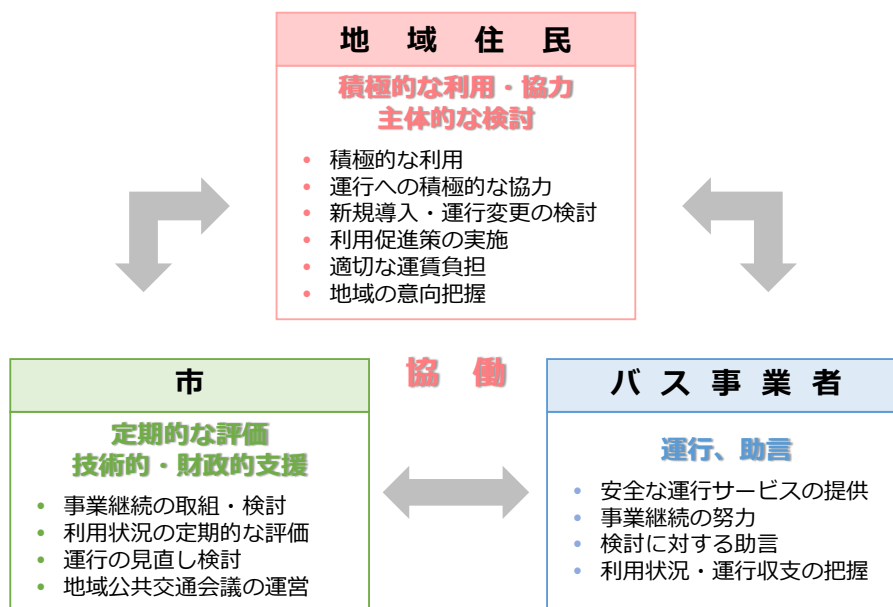 地域住民
積極的な利用・協力
主体的な検討
• 積極的な利用
• 運行への積極的な協力
• 新規導入・運行変更の検討
• 利用促進策の実施
• 適切な運賃負担
• 地域の意向把握
協働
市
定期的な評価
技術的・財政的支援
• 事業継続の取組・検討
• 利用状況の定期的な評価
• 運行の見直し検討
• 地域公共交通会議の運営
バス事業者
運行、助言
• 安全な運行サービスの提供
• 事業継続の努力
• 検討に対する助言
• 利用状況・運行収支の把握